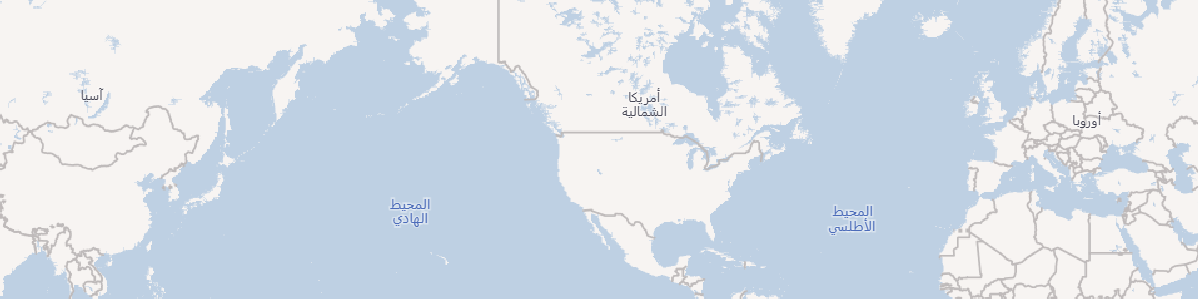 آسيا
أمريكا
الشمالية
أوروبا
المحيط
الهادي
المحيط
الأطلسي